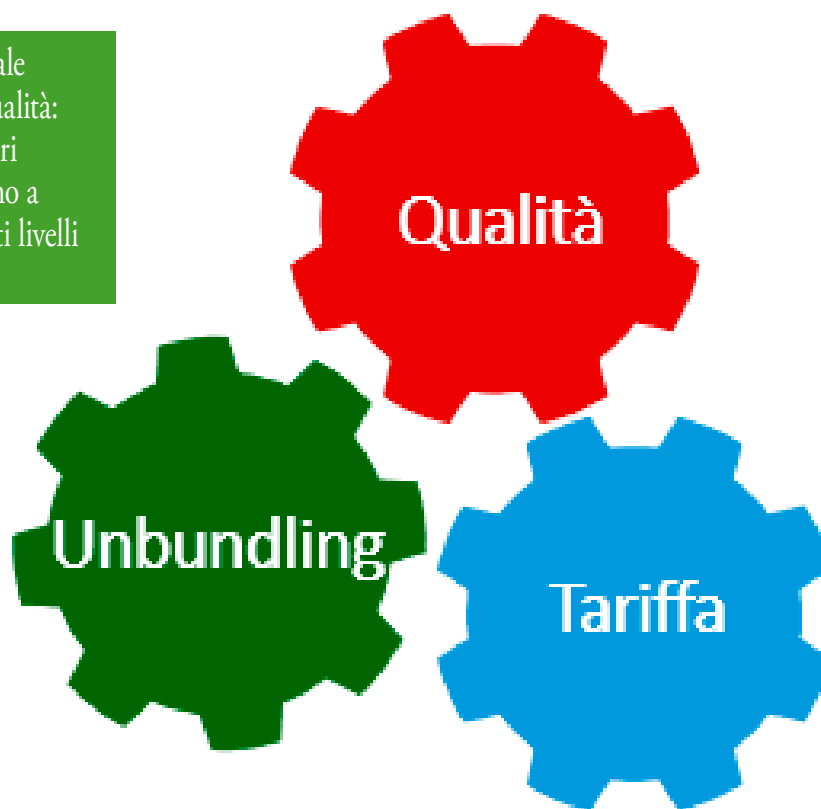 ale
ualità:
ri
no a
ti livelli
Qualità
Unbundling
Tariffa